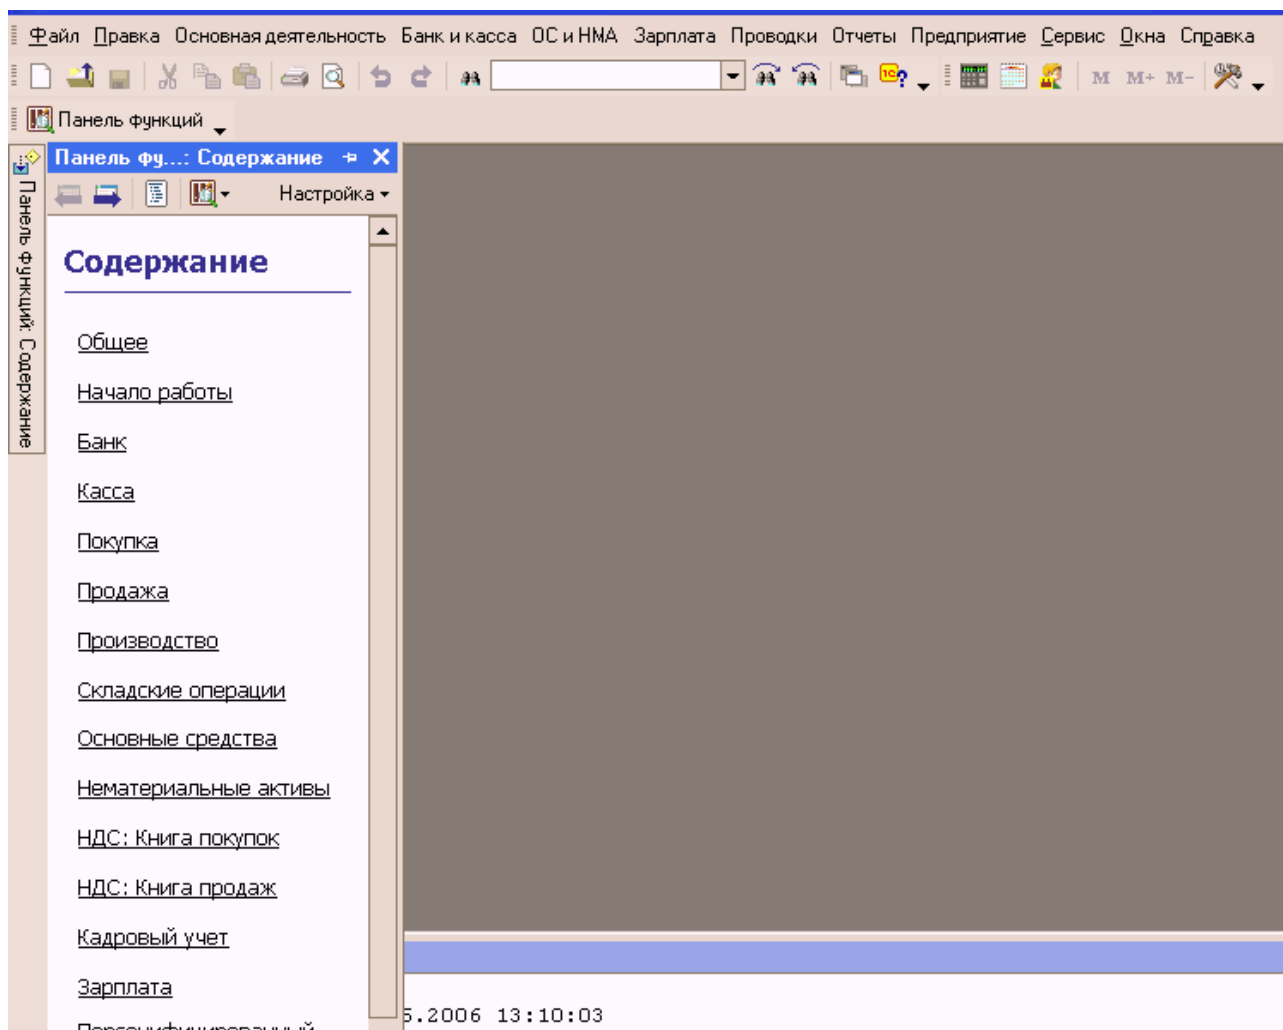 Файл Правка Основная деятельность Банк и касса ОС и НМА Зарплата Проводки Отчеты Предприятие Сервис Окна Справка
M M+ M-
Панель функций
Панель фу...: Содержание
Настройка
Панель функций: Содержание
Содержание
Общее
Начало работы
Банк
Касса
Покупка
Продажа
Производство
Складские операции
Основные средства
Нематериальные активы
НДС: Книга покупок
НДС: Книга продаж
Кадровый учет
Зарплата
Персонифицированный
5.2006 13:10:03